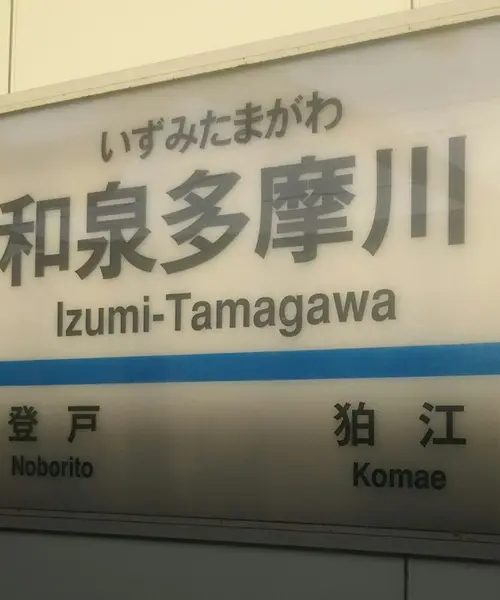 いずみたまがわ
和泉多摩川
Izumi-Tamagawa
登戸 狛江
Noborito Komae